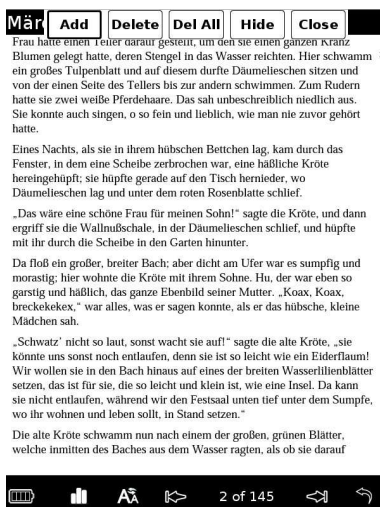 Mär Add Delete Del All Hide Close
Frau hatte einen Teller darauf gestellt, um den sie einen ganzen Kranz
Blumen gelegt hatte, deren Stengel in das Wasser reichten. Hier schwamm
ein großes Tulpenblatt und auf diesem durfte Däumelieschen sitzen und
von der einen Seite des Tellers bis zur andern schwimmen. Zum Rudern
hatte sie zwei weiße Pferdehaare. Das sah unbeschreiblich niedlich aus.
Sie konnte auch singen, o so fein und lieblich, wie man nie zuvor gehört
hatte.
Eines Nachts, als sie in ihrem hübschen Bettchen lag, kam durch das
Fenster, in dem eine Scheibe zerbrochen war, eine häßliche Kröte
hereingehüpft; sie hüpfte gerade auf den Tisch hernieder, wo
Däumelieschen lag und unter dem roten Rosenblatte schlief.
„Das wäre eine schöne Frau für meinen Sohn!“ sagte die Kröte, und dann
ergriff sie die Wallnußschale, in der Däumelieschen schlief, und hüpfte
mit ihr durch die Scheibe in den Garten hinunter.
Da floß ein großer, breiter Bach; aber dicht am Ufer war es sumpfig und
morastig; hier wohnte die Kröte mit ihrem Sohne. Hu, der war eben so
garstig und häßlich, das ganze Ebenbild seiner Mutter. „Koax, Koax,
breckekekex,“ war alles, was er sagen konnte, als er das hübsche, kleine
Mädchen sah.
„Schwatz’ nicht so laut, sonst wacht sie auf!“ sagte die alte Kröte, „sie
könnte uns sonst noch entlaufen, denn sie ist so leicht wie ein Eiderflaum!
Wir wollen sie in den Bach hinaus auf eines der breiten Wasserlilienblätter
setzen, das ist für sie, die so leicht und klein ist, wie eine Insel. Da kann
sie nicht entlaufen, während wir den Festsaal unten tief unter dem Sumpfe,
wo ihr wohnen und leben sollt, in Stand setzen.“
Die alte Kröte schwamm nun nach einem der großen, grünen Blätter,
welche inmitten des Baches aus dem Wasser ragten, als ob sie darauf
AA 2 of 145